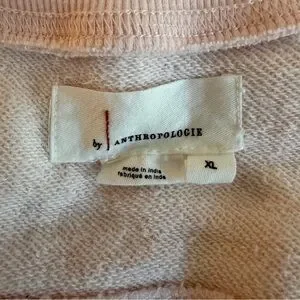 by | ANTHROPOLOGIE
XL
made in india
fabriqué en inde